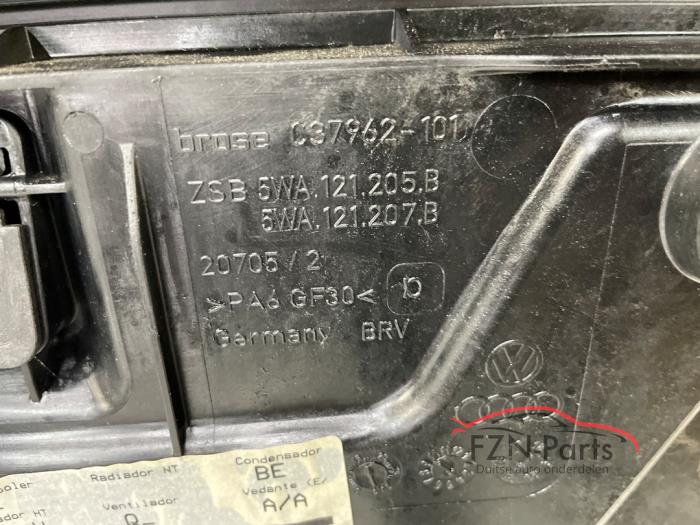 brose C37962-101
ZSB 5WA.121.205.B
5WA.121.207.B
20705/2
>PA6 GF30<
Germany BRV
FZN-Parts
Duitse auto onderdelen
Radiador NT
Condensador
BE
Ventilador
Vedante (E/
A/A